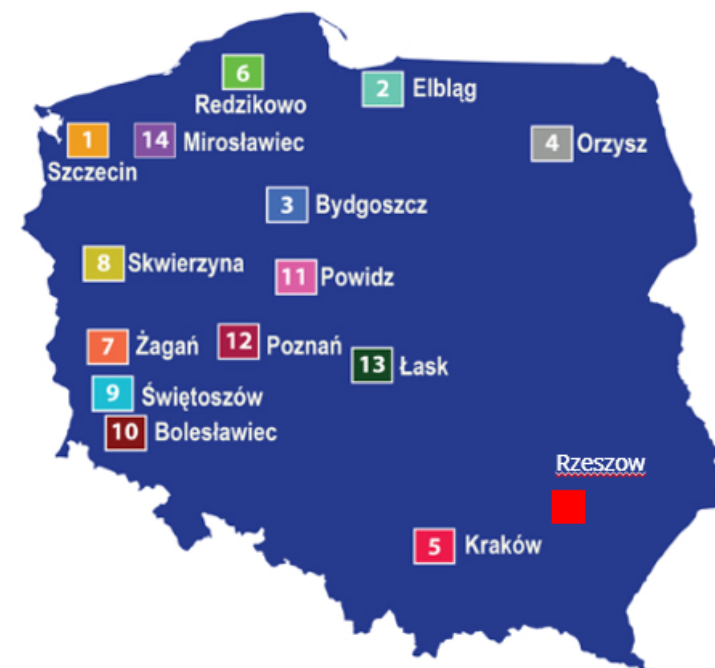 6
Redzikowo
2 Elbląg
1
Szczecin
14 Mirosławiec
4 Orzysz
3 Bydgoszcz
8 Skwierzyna
11 Powidz
7 Żagań
12 Poznań
13 Łask
9 Świętoszów
10 Bolesławiec
Rzeszow
5 Kraków